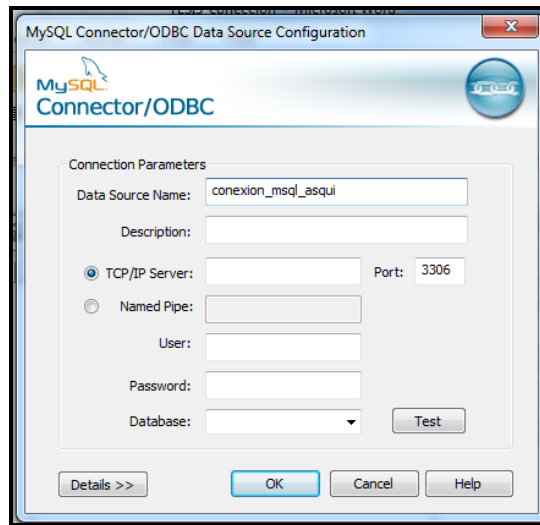 MySQL Connector/ODBC Data Source Configuration
MySQL
Connector/ODBC
Connection Parameters
Data Source Name: conexion_msql_asqui
Description:
TCP/IP Server: Port: 3306
Named Pipe:
User:
Password:
Database: Test
Details >> OK Cancel Help